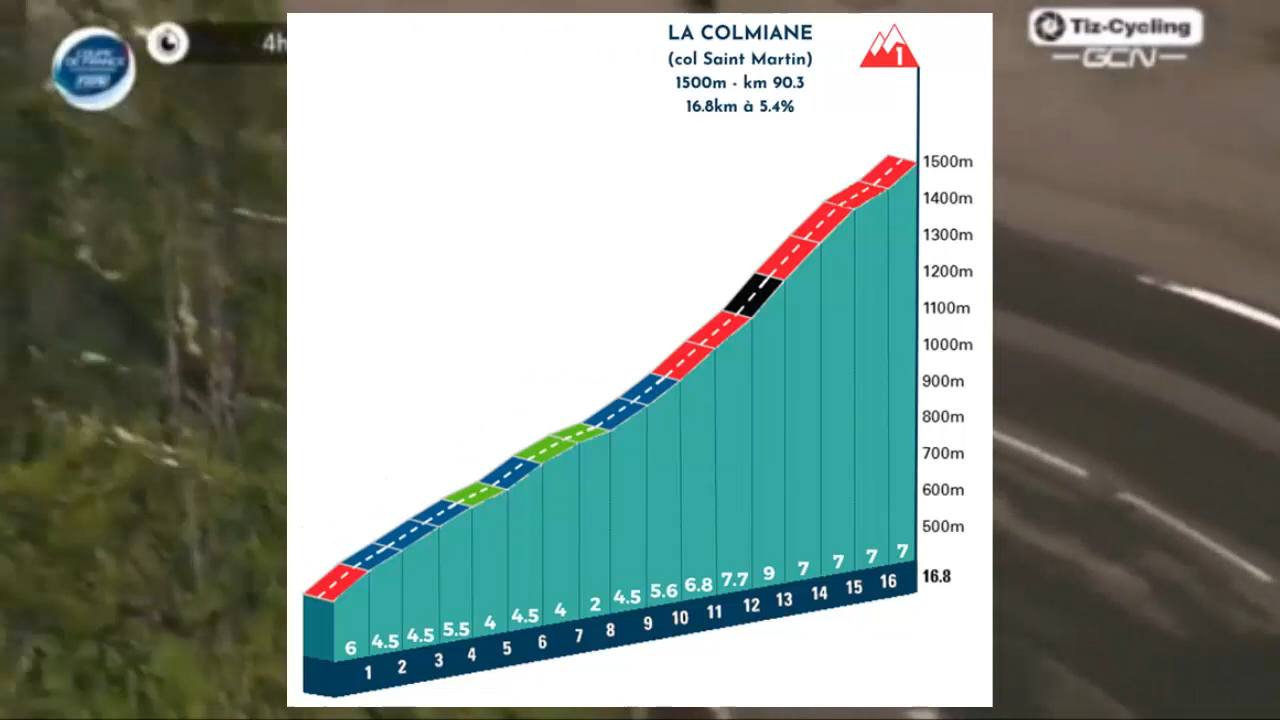 COUPE
DE FRANCE
4h
Tiz-Cycling
GCN
LA COLMIANE
(col Saint Martin)
1500m - km 90.3
16.8km à 5.4%
1
1500m
1400m
1300m
1200m
1100m
1000m
900m
800m
700m
600m
500m
16.8
6 4.5 4.5 5.5 4 4.5 4 2 4.5 5.6 6.8 7.7 9 7 7 7 7
1 2 3 4 5 6 7 8 9 10 11 12 13 14 15 16